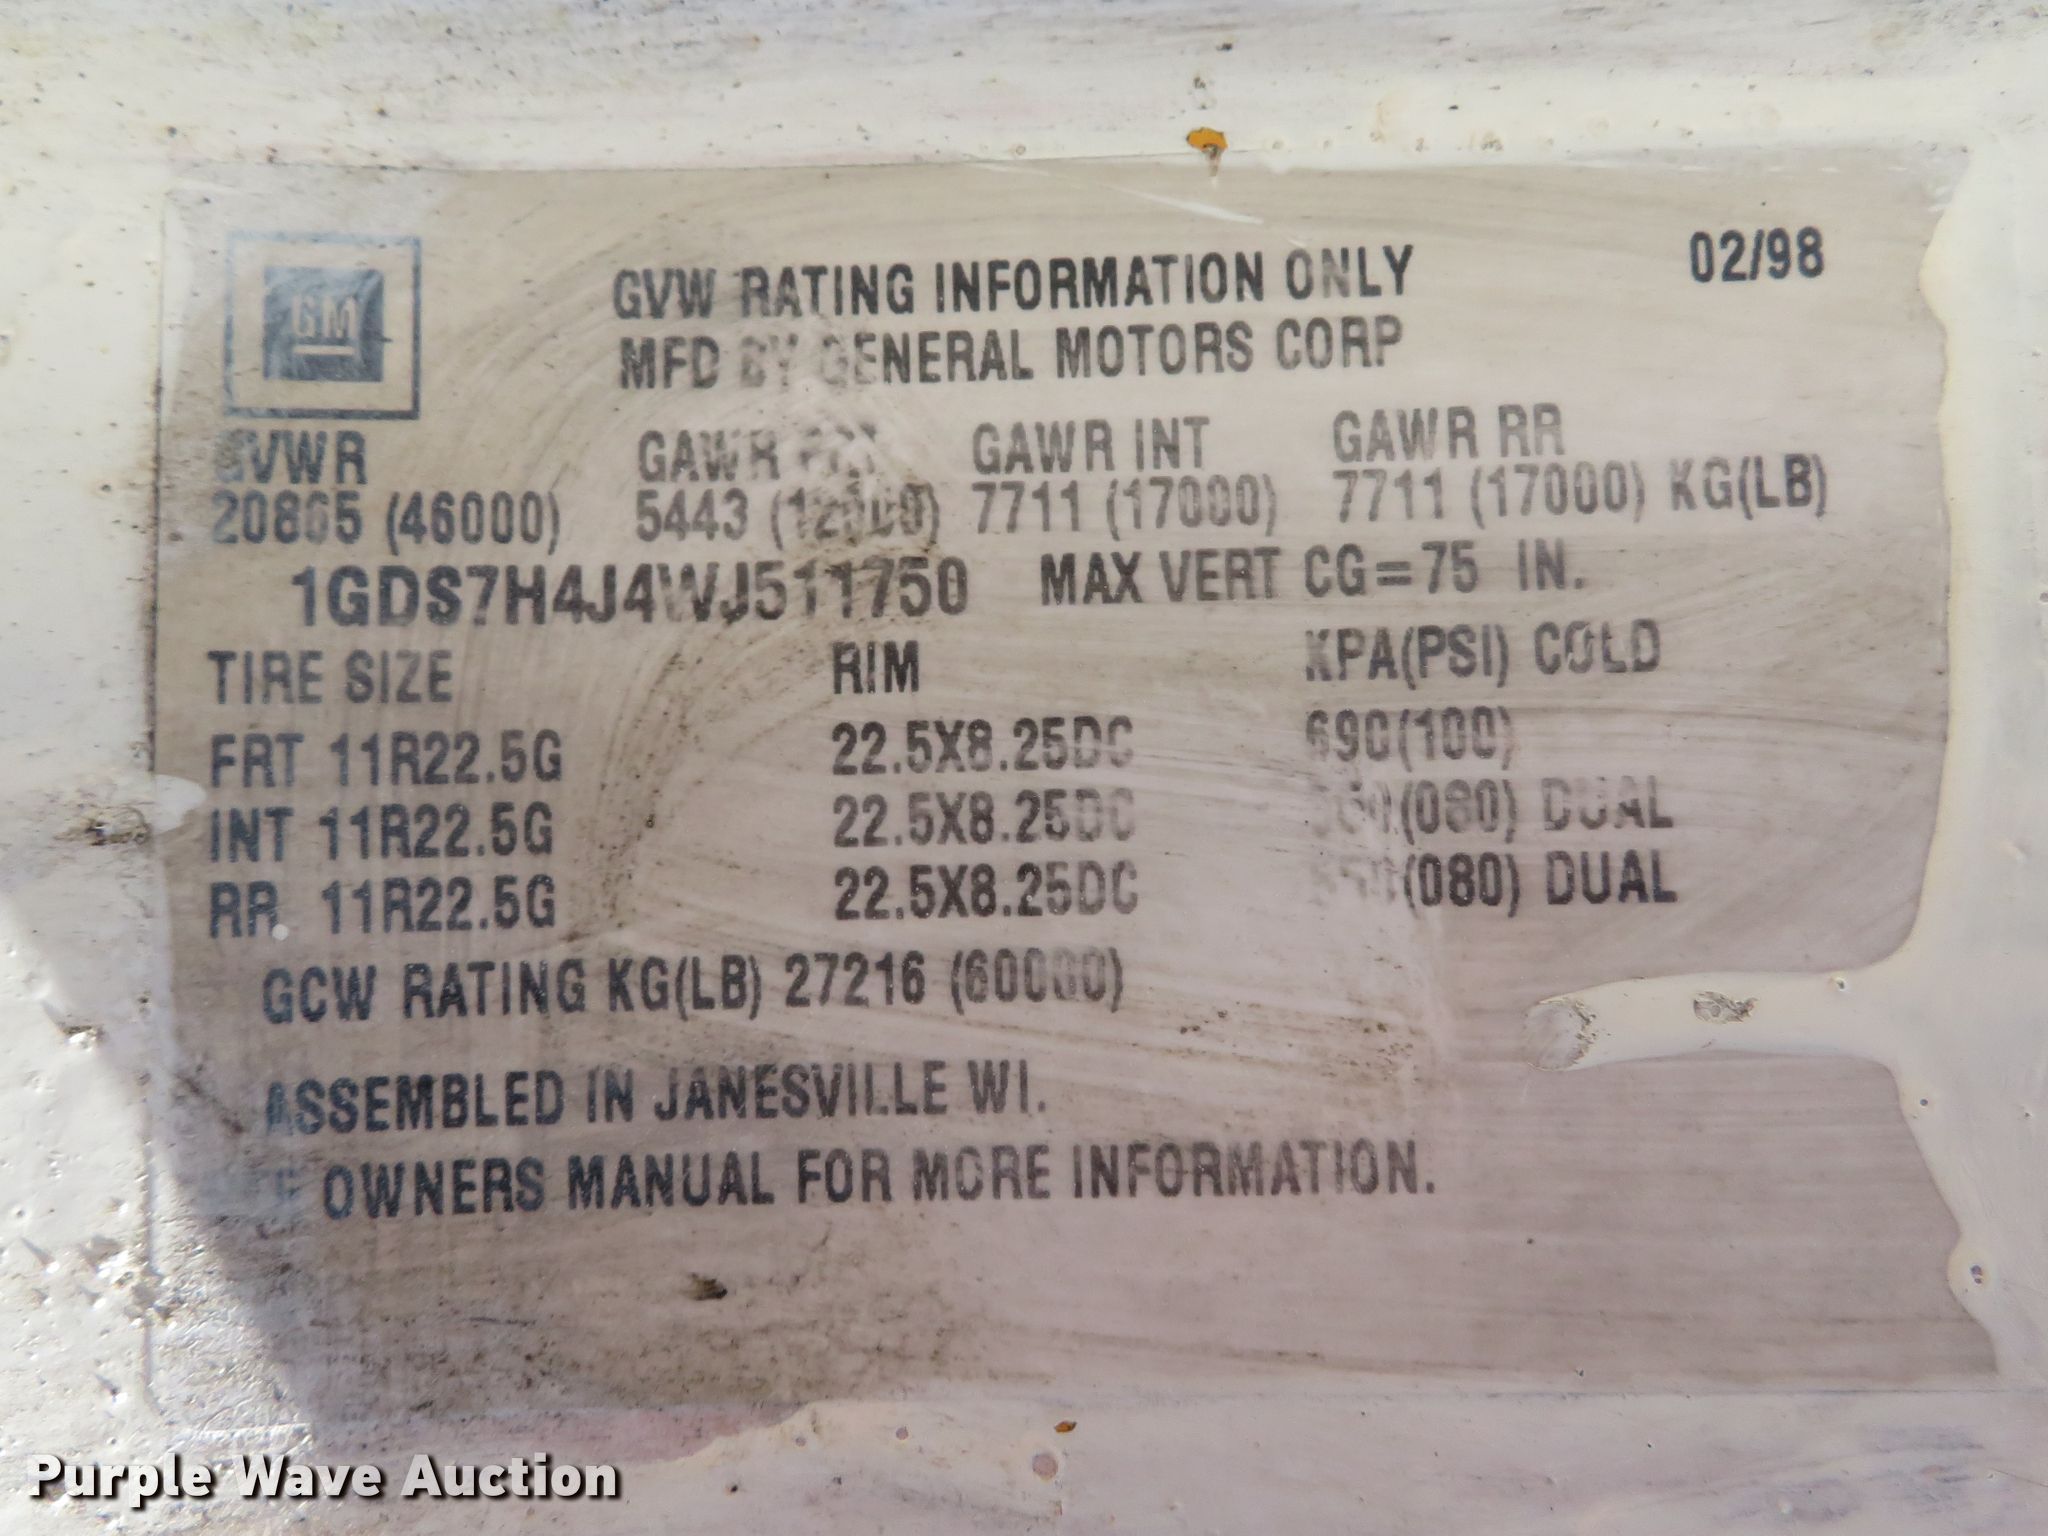 GM
02/98
GVW RATING INFORMATION ONLY
MFD BY GENERAL MOTORS CORP
GVWR GAWR FRT GAWR INT GAWR RR
20865 (46000) 5443 (12000) 7711 (17000) 7711 (17000) KG(LB)
1GDS7H4J4WJ511750 MAX VERT CG=75 IN.
TIRE SIZE RIM KPA(PSI) COLD
FRT 11R22.5G 22.5X8.25DC 690(100)
INT 11R22.5G 22.5X8.25DC DUAL
RR 11R22.5G 22.5X8.25DC DUAL
GCW RATING KG(LB) 27216 (60000)
ASSEMBLED IN JANESVILLE WI.
OWNERS MANUAL FOR MORE INFORMATION.
Purple Wave Auction